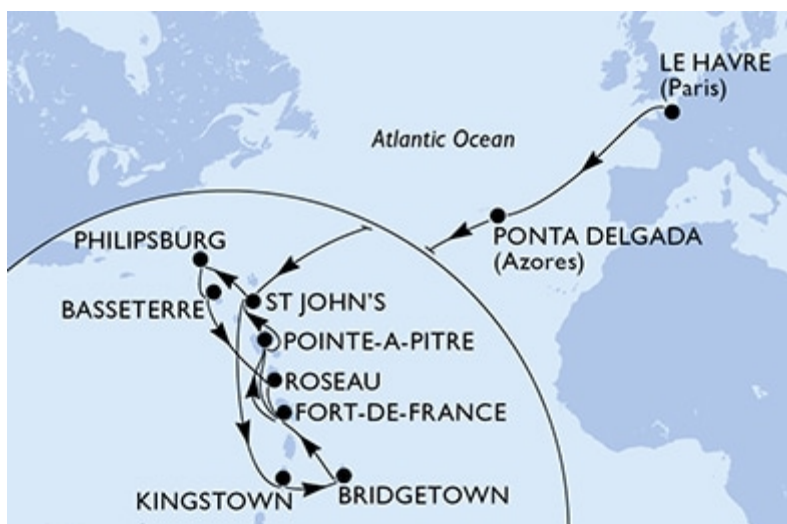 LE HAVRE
(Paris)
Atlantic Ocean
PONTA DELGADA
(Azores)
PHILIPSBURG
BASSETERRE
ST JOHN'S
POINTE-A-PITRE
ROSEAU
FORT-DE-FRANCE
KINGSTOWN
BRIDGETOWN